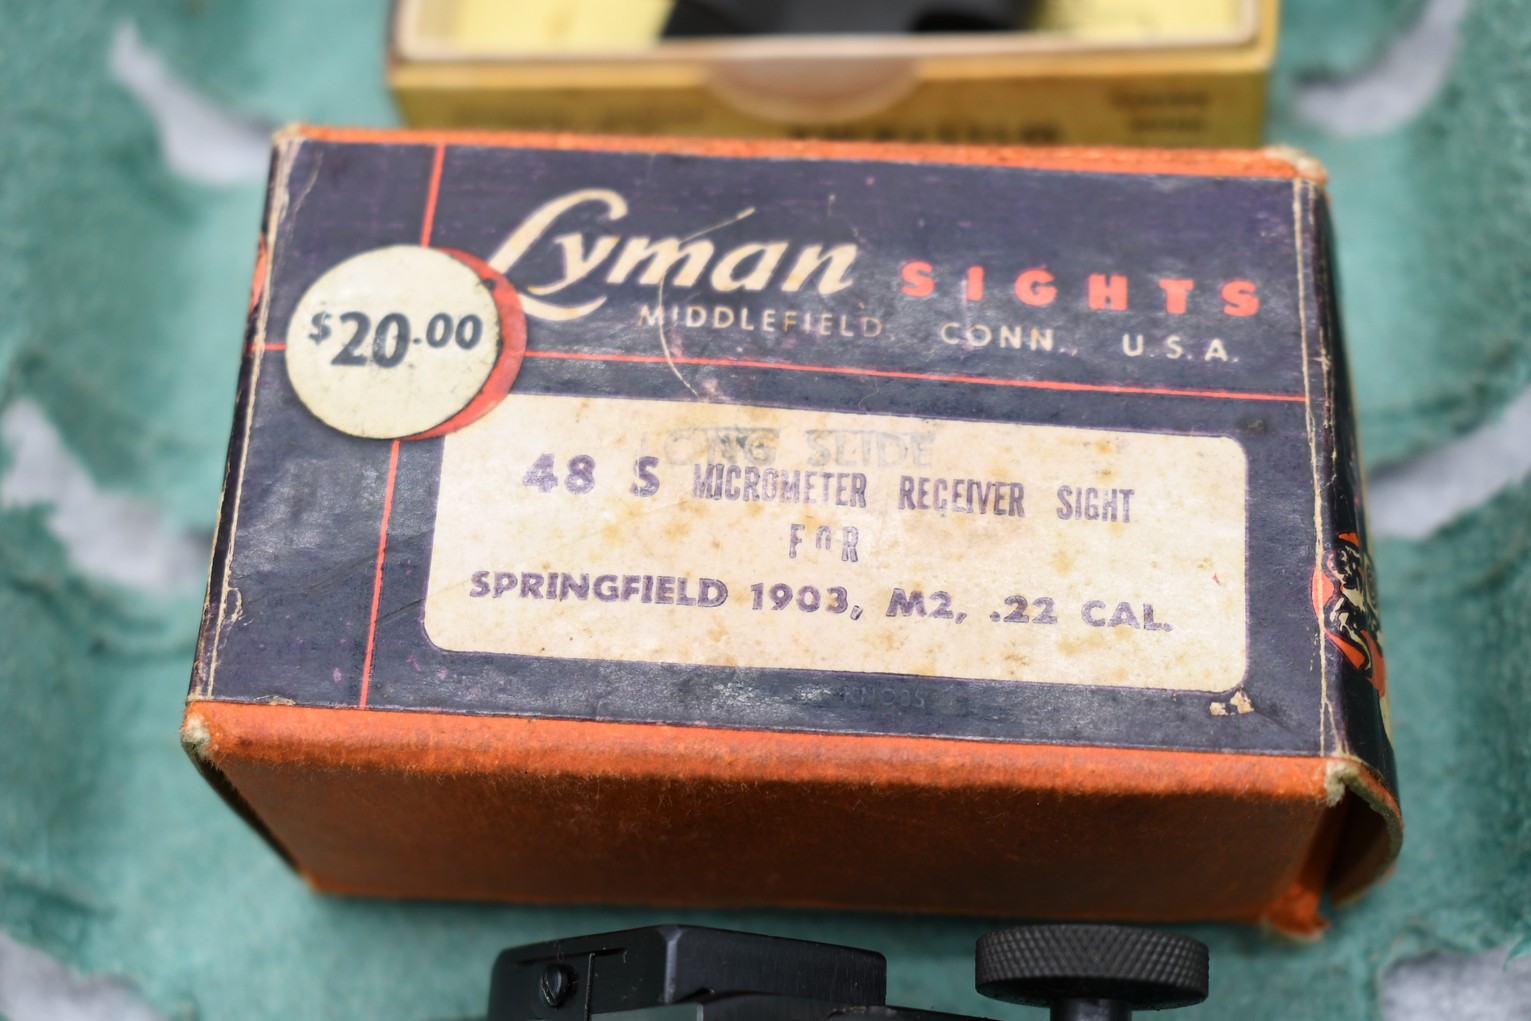 Lyman SIGHTS
MIDDLEFIELD, CONN., U.S.A.
$20.00
LONG SLIDE
48 S MICROMETER RECEIVER SIGHT
FOR
SPRINGFIELD 1903, M2, .22 CAL.